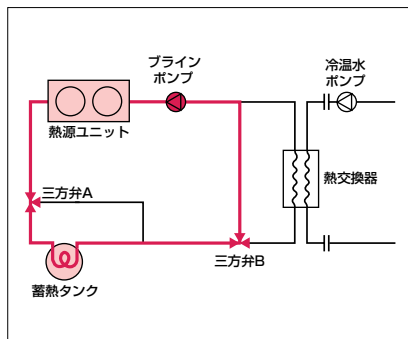 ブライン
ポンプ
冷温水
ポンプ
熱源ユニット
熱交換器
三方弁A
三方弁B
蓄熱タンク